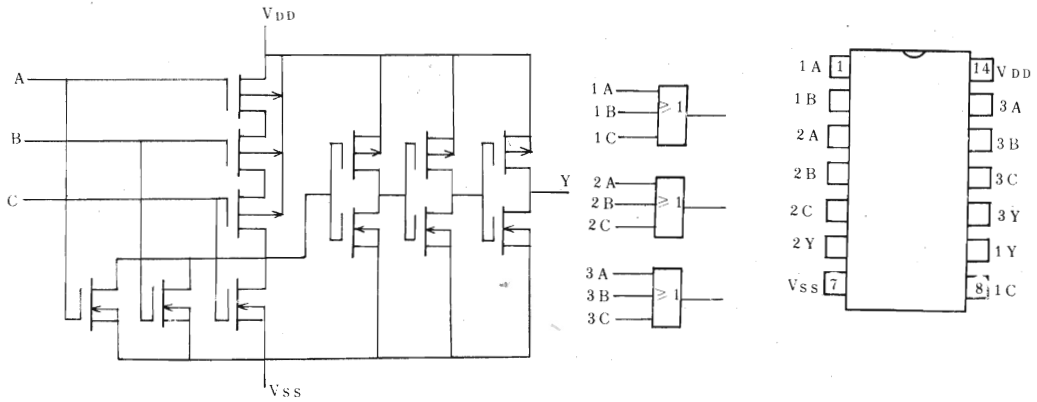 VDD
A
B
C
Y
VSS
1A
1B
1C
≥ 1
2A
2B
2C
≥ 1
3A
3B
3C
≥ 1
1A 1
1B
2A
2B
2C
2Y
VSS 7
14 VDD
3A
3B
3C
3Y
1Y
8 1C